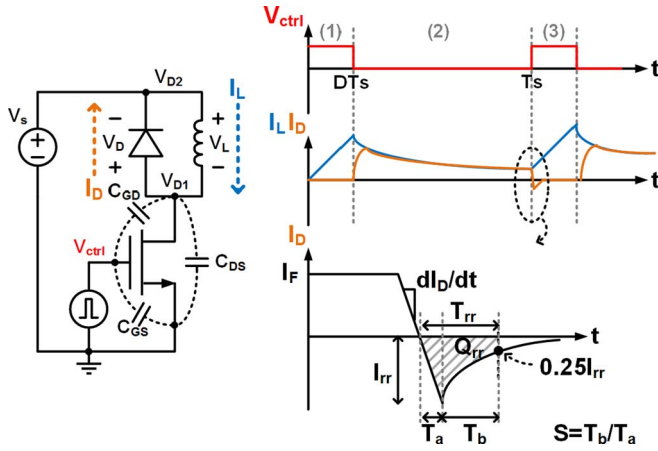 V_ctrl
(1)
(2)
(3)
t
DTs
Ts
I_L I_D
t
I_D
I_F
dI_D/dt
T_rr
t
Q_rr
I_rr
0.25I_rr
T_a
T_b
S=T_b/T_a
V_D2
I_L
V_s
V_D
V_L
I_D
V_D1
C_GD
V_ctrl
C_DS
C_GS